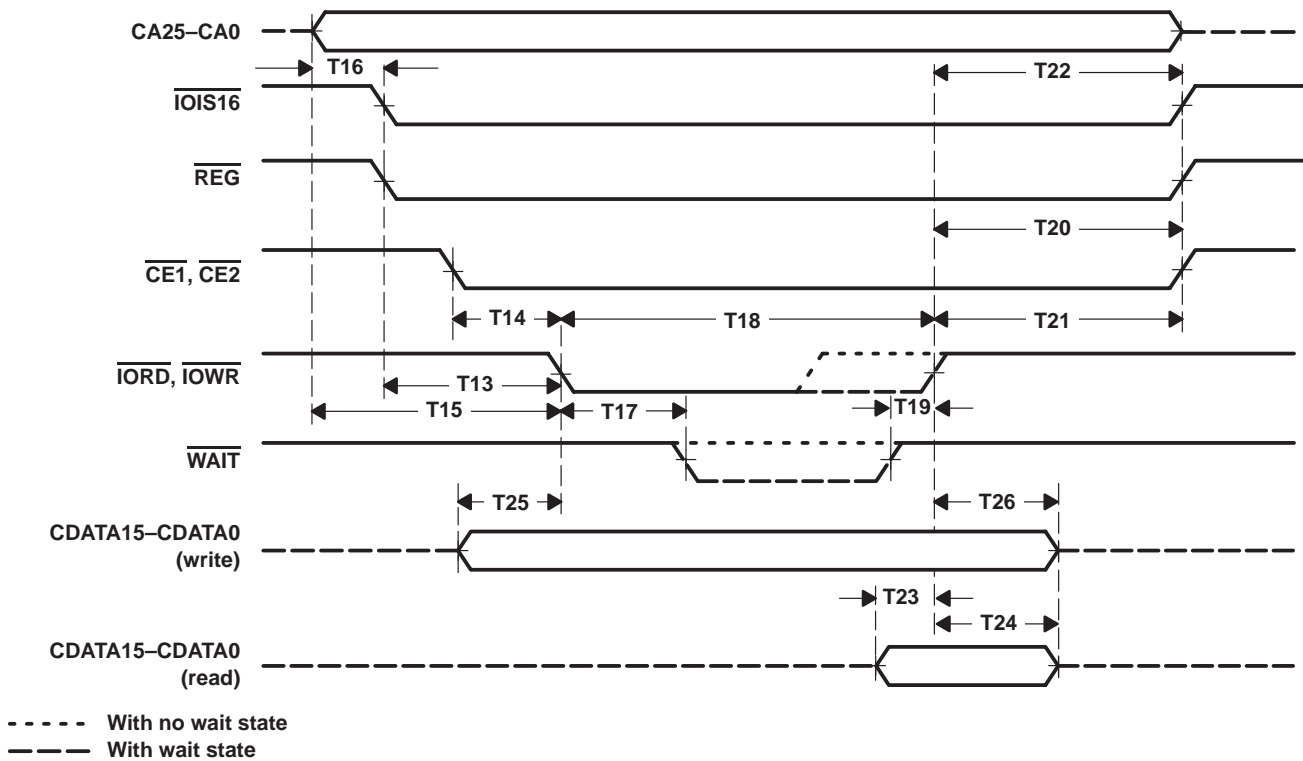 CA25–CA0
T16
T22
IOIS16
REG
T20
CE1, CE2
T14
T18
T21
IORD, IOWR
T13
T19
T15
T17
WAIT
T25
T26
CDATA15–CDATA0
(write)
T23
T24
CDATA15–CDATA0
(read)
With no wait state
With wait state